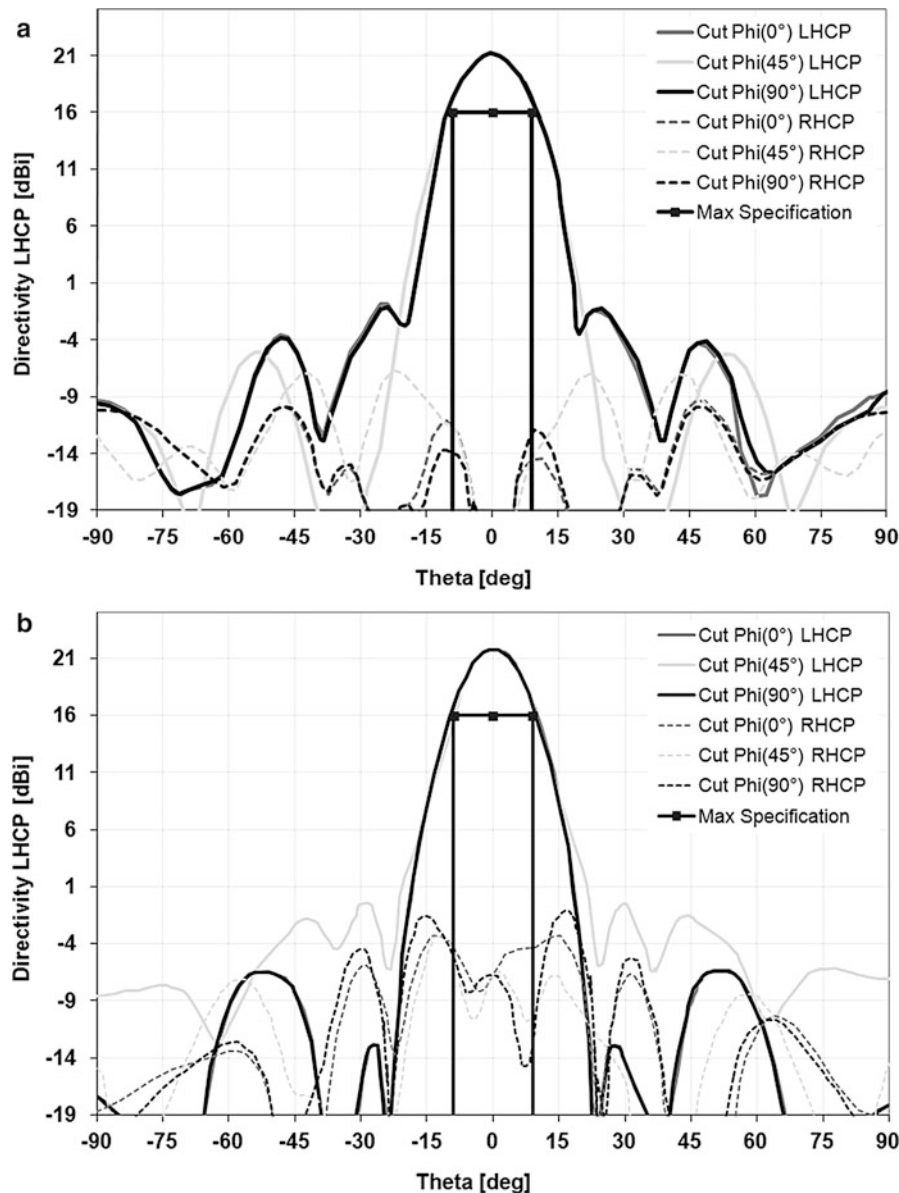 a
Directivity LHCP [dBi]
21
16
11
6
1
-4
-9
-14
-19
Cut Phi(0°) LHCP
Cut Phi(45°) LHCP
Cut Phi(90°) LHCP
Cut Phi(0°) RHCP
Cut Phi(45°) RHCP
Cut Phi(90°) RHCP
Max Specification
-90 -75 -60 -45 -30 -15 0 15 30 45 60 75 90
Theta [deg]
b
Directivity LHCP [dBi]
21
16
11
6
1
-4
-9
-14
-19
Cut Phi(0°) LHCP
Cut Phi(45°) LHCP
Cut Phi(90°) LHCP
Cut Phi(0°) RHCP
Cut Phi(45°) RHCP
Cut Phi(90°) RHCP
Max Specification
-90 -75 -60 -45 -30 -15 0 15 30 45 60 75 90
Theta [deg]